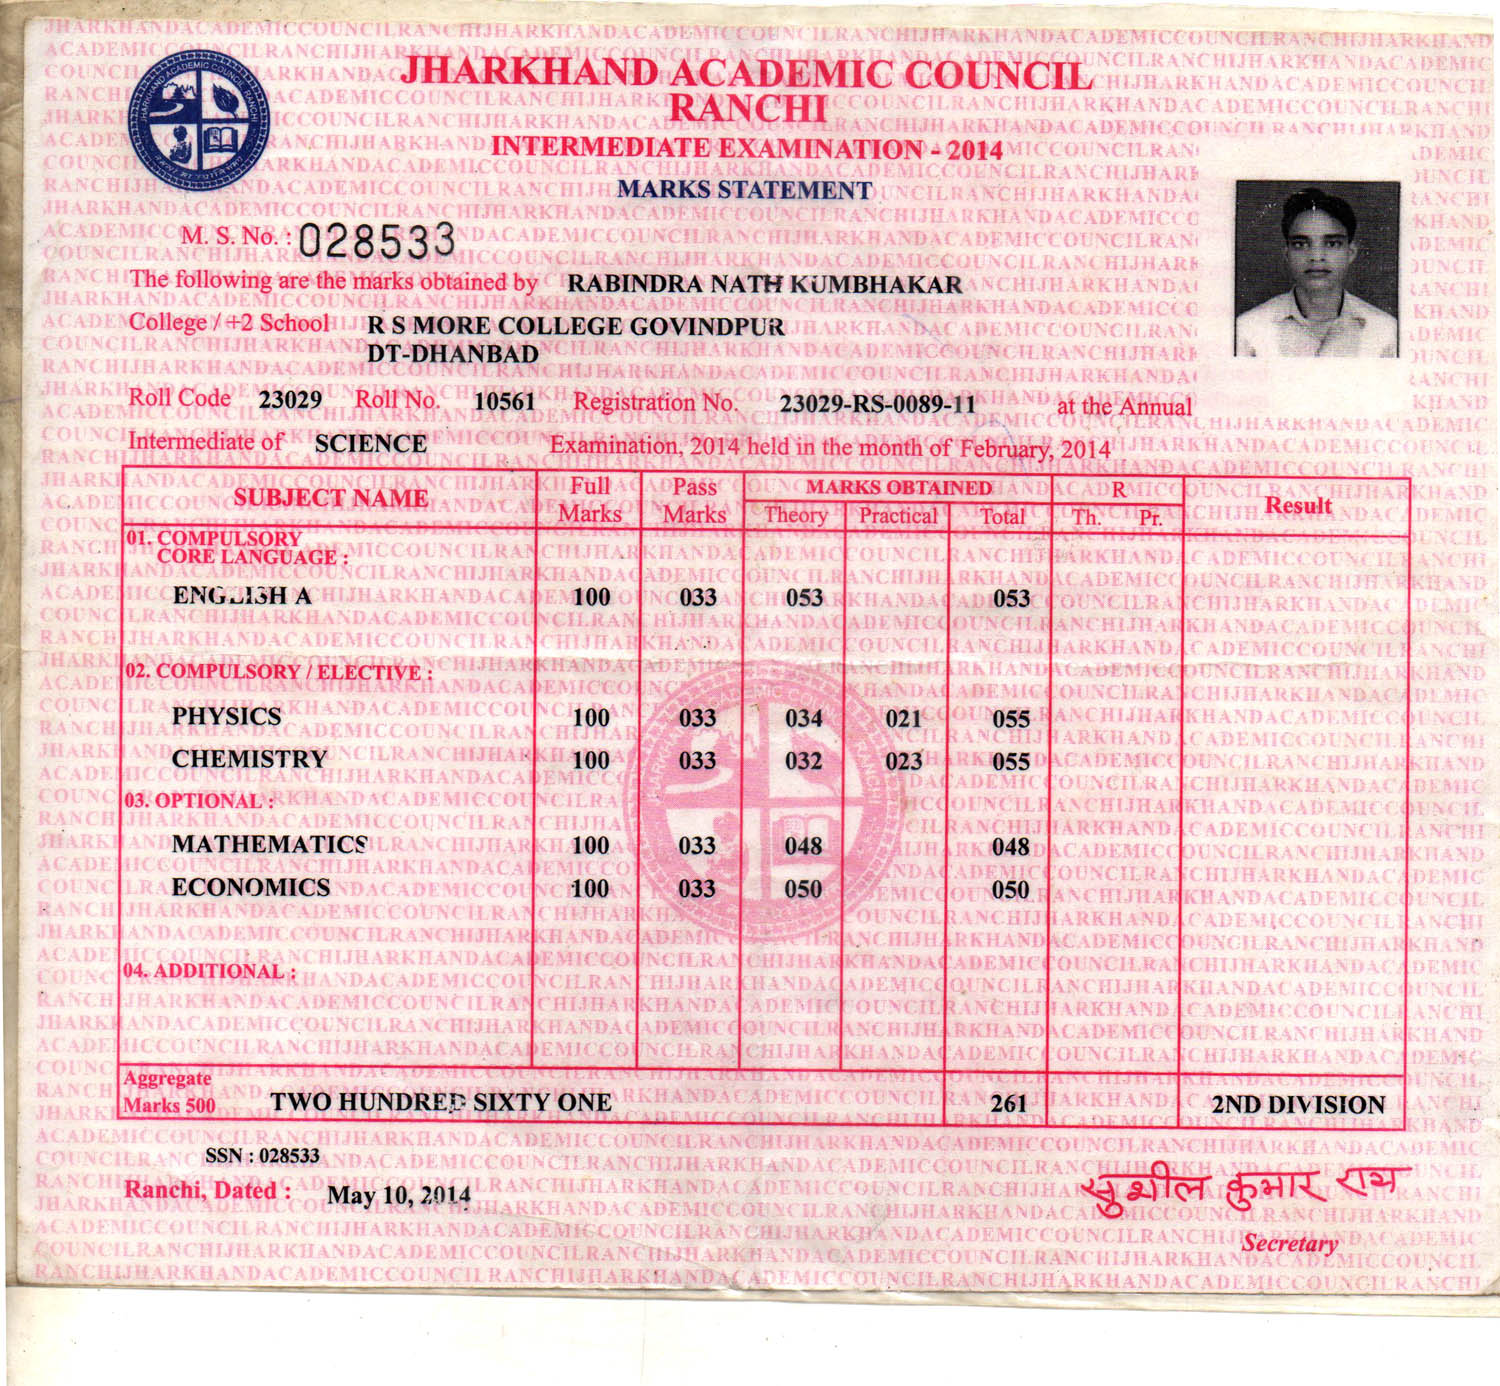 JHARKHAND ACADEMIC COUNCIL
RANCHI
INTERMEDIATE EXAMINATION - 2014
MARKS STATEMENT
M. S. No. : 028533
The following are the marks obtained by RABINDRA NATH KUMBHAKAR
College / +2 School R S MORE COLLEGE GOVINDPUR
DT-DHANBAD
Roll Code 23029 Roll No. 10561 Registration No. 23029-RS-0089-11 at the Annual
Intermediate of SCIENCE Examination, 2014 held in the month of February, 2014
SUBJECT NAME Full Marks Pass Marks MARKS OBTAINED R Result
Theory Practical Total Th. Pr.
01. COMPULSORY
CORE LANGUAGE :
ENGLISH A 100 033 053 053
02. COMPULSORY / ELECTIVE :
PHYSICS 100 033 034 021 055
CHEMISTRY 100 033 032 023 055
03. OPTIONAL :
MATHEMATICS 100 033 048 048
ECONOMICS 100 033 050 050
04. ADDITIONAL :
Aggregate
Marks 500 TWO HUNDRED SIXTY ONE 261 2ND DIVISION
SSN : 028533
Ranchi, Dated : May 10, 2014
सुशील कुमार राय
Secretary